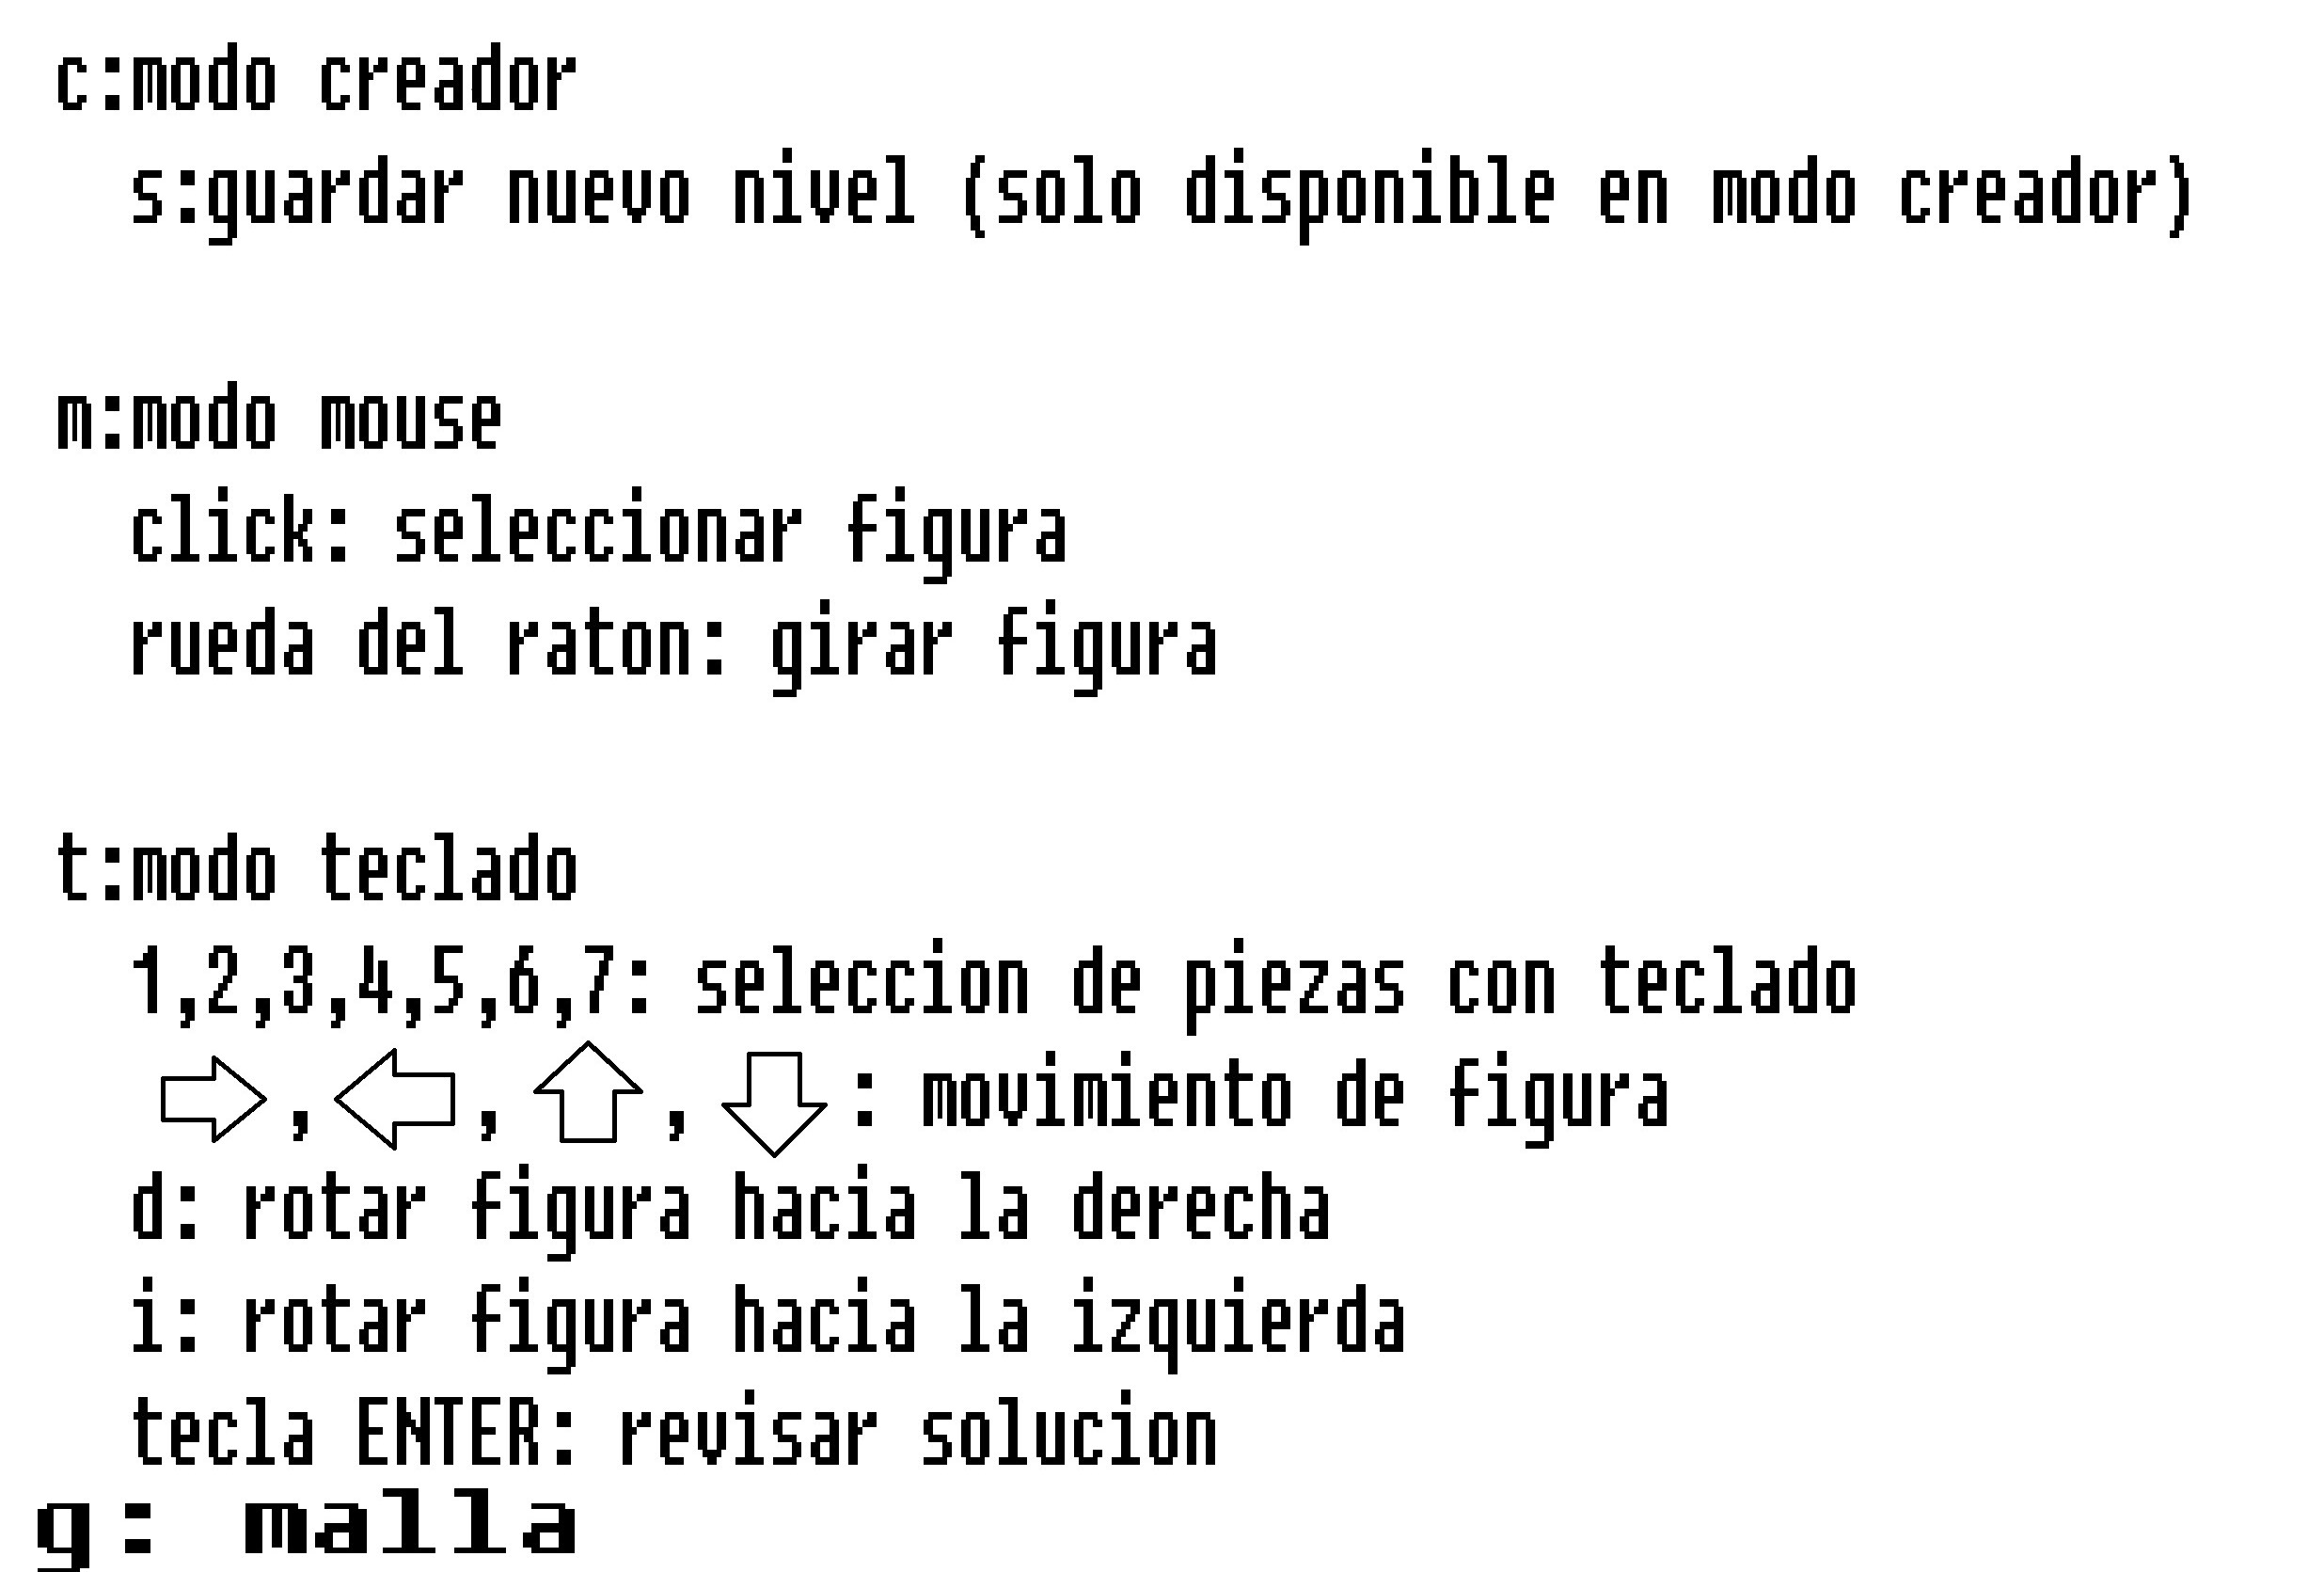 c:modo creador
s:guardar nuevo nivel (solo disponible en modo creador)
m:modo mouse
click: seleccionar figura
rueda del raton: girar figura
t:modo teclado
1,2,3,4,5,6,7: seleccion de piezas con teclado
⇨,⇦,⇧,⇩: movimiento de figura
d: rotar figura hacia la derecha
i: rotar figura hacia la izquierda
tecla ENTER: revisar solucion
g: malla